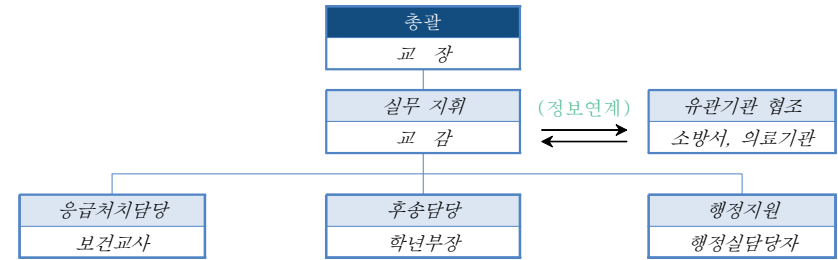 총괄
교 장
실무 지휘
(정보연계)
유관기관 협조
교 감
소방서, 의료기관
응급처치담당
후송담당
행정지원
보건교사
학년부장
행정실담당자